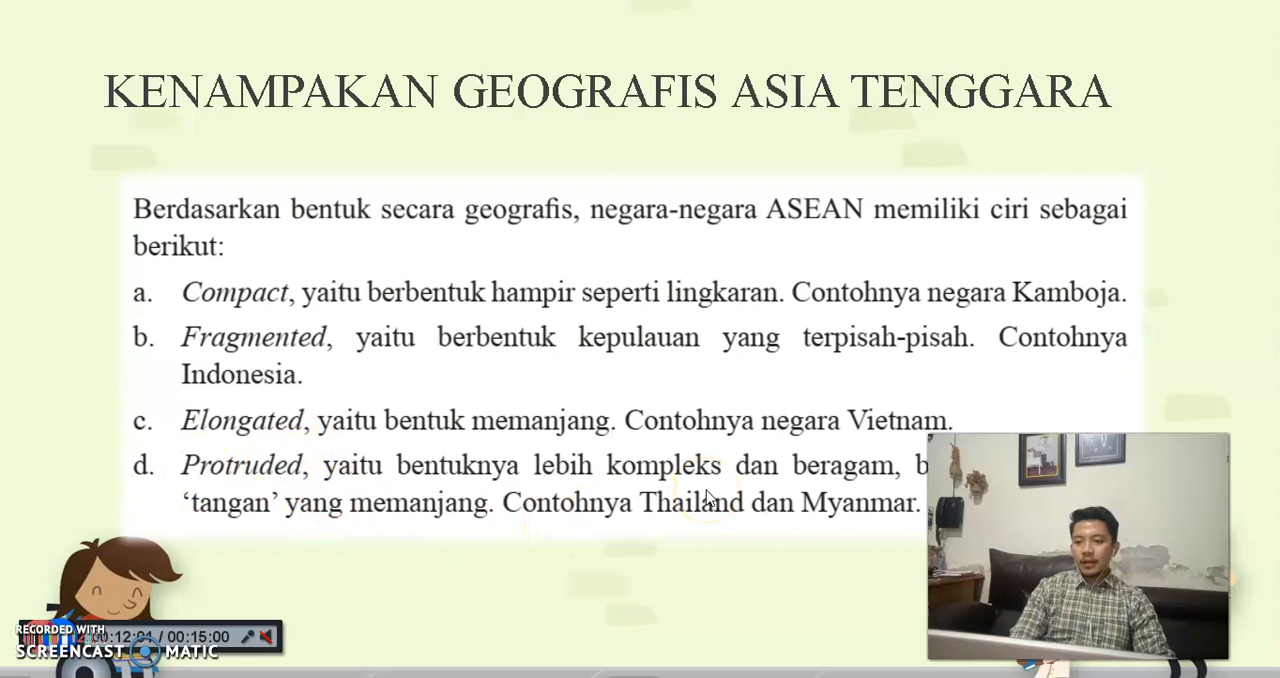 KENAMPAKAN GEOGRAFIS ASIA TENGGARA
Berdasarkan bentuk secara geografis, negara-negara ASEAN memiliki ciri sebagai
berikut:
a. Compact, yaitu berbentuk hampir seperti lingkaran. Contohnya negara Kamboja.
b. Fragmented, yaitu berbentuk kepulauan yang terpisah-pisah. Contohnya
Indonesia.
c. Elongated, yaitu bentuk memanjang. Contohnya negara Vietnam.
d. Protruded, yaitu bentuknya lebih kompleks dan beragam,
‘tangan’ yang memanjang. Contohnya Thailand dan Myanmar.
RECORDED WITH
00:12:01 / 00:15:00
SCREENCAST MATIC